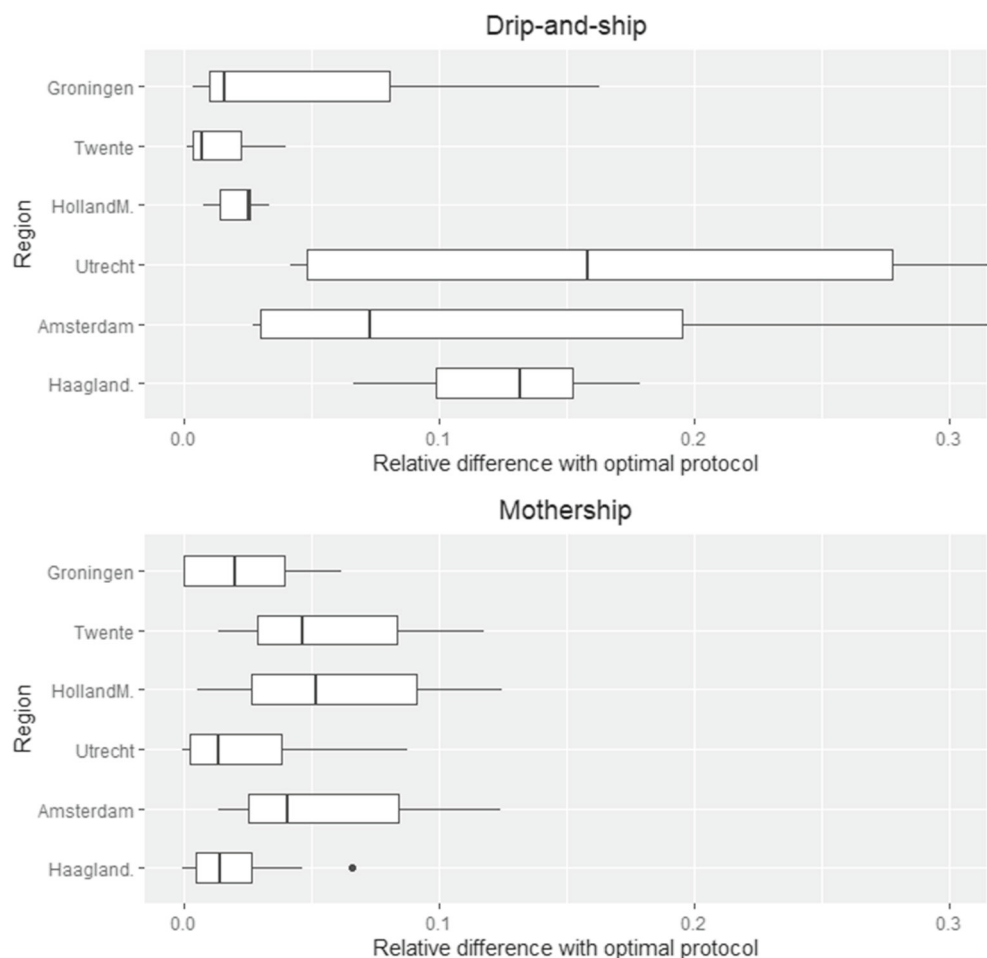 Drip-and-ship
Region
Groningen
Twente
HollandM.
Utrecht
Amsterdam
Haagland.
0.0 0.1 0.2 0.3
Relative difference with optimal protocol
Mothership
Region
Groningen
Twente
HollandM.
Utrecht
Amsterdam
Haagland.
0.0 0.1 0.2 0.3
Relative difference with optimal protocol